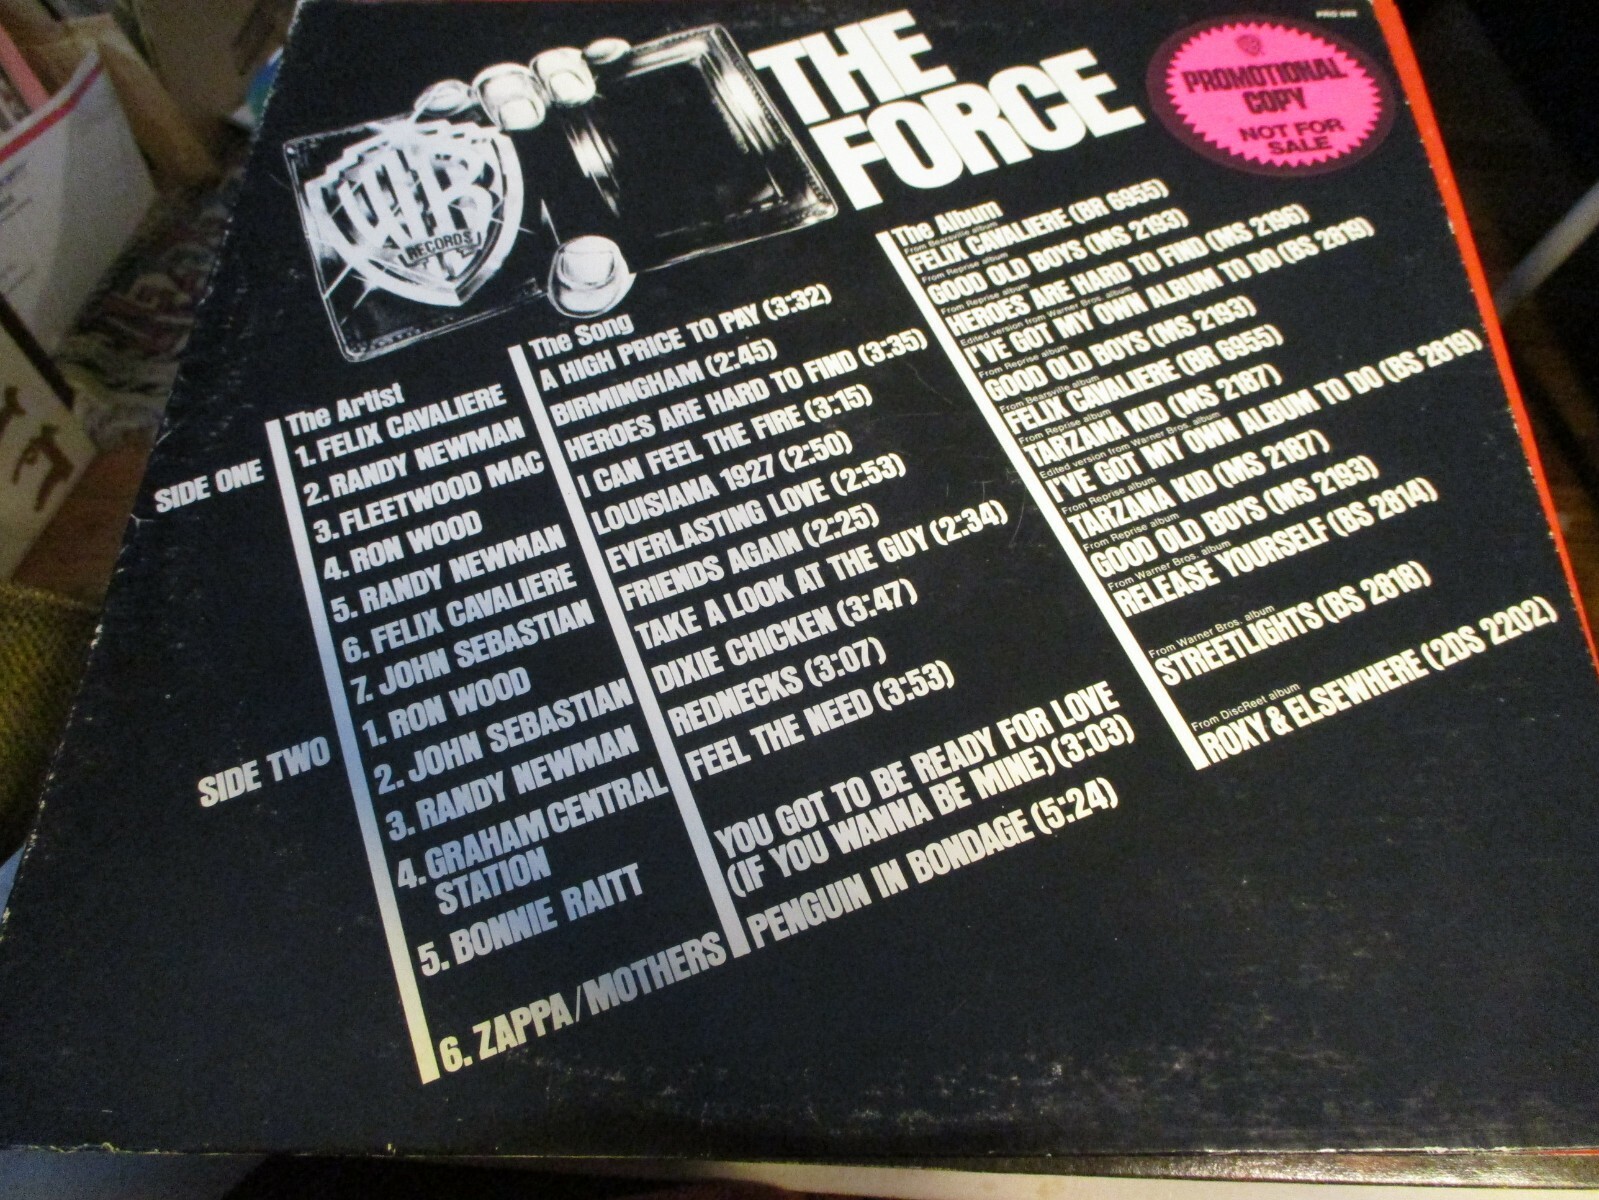 THE
FORCE
PROMOTIONAL
COPY
NOT FOR
SALE
WB
RECORDS
The Artist
SIDE ONE
1. FELIX CAVALIERE
2. RANDY NEWMAN
3. FLEETWOOD MAC
4. RON WOOD
5. RANDY NEWMAN
6. FELIX CAVALIERE
7. JOHN SEBASTIAN
SIDE TWO
1. RON WOOD
2. JOHN SEBASTIAN
3. RANDY NEWMAN
4. GRAHAM CENTRAL
STATION
5. BONNIE RAITT
6. ZAPPA/MOTHERS
The Song
A HIGH PRICE TO PAY (3:32)
BIRMINGHAM (2:45)
HEROES ARE HARD TO FIND (3:35)
I CAN FEEL THE FIRE (3:15)
LOUISIANA 1927 (2:50)
EVERLASTING LOVE (2:53)
FRIENDS AGAIN (2:25)
TAKE A LOOK AT THE GUY (2:34)
DIXIE CHICKEN (3:47)
REDNECKS (3:07)
FEEL THE NEED (3:53)
YOU GOT TO BE READY FOR LOVE
(IF YOU WANNA BE MINE) (3:03)
PENGUIN IN BONDAGE (5:24)
The Album
From Bearsville album
FELIX CAVALIERE (BR 6955)
From Reprise album
GOOD OLD BOYS (MS 2193)
From Reprise album
HEROES ARE HARD TO FIND (MS 2196)
Edited version from Warner Bros. album
I'VE GOT MY OWN ALBUM TO DO (BS 2819)
From Reprise album
GOOD OLD BOYS (MS 2193)
From Bearsville album
FELIX CAVALIERE (BR 6955)
From Reprise album
TARZANA KID (MS 2187)
Edited version from Warner Bros. album
I'VE GOT MY OWN ALBUM TO DO (BS 2819)
From Reprise album
TARZANA KID (MS 2187)
From Reprise album
GOOD OLD BOYS (MS 2193)
From Warner Bros. album
RELEASE YOURSELF (BS 2814)
From Warner Bros. album
STREETLIGHTS (BS 2818)
From DiscReet album
ROXY & ELSEWHERE (2DS 2202)